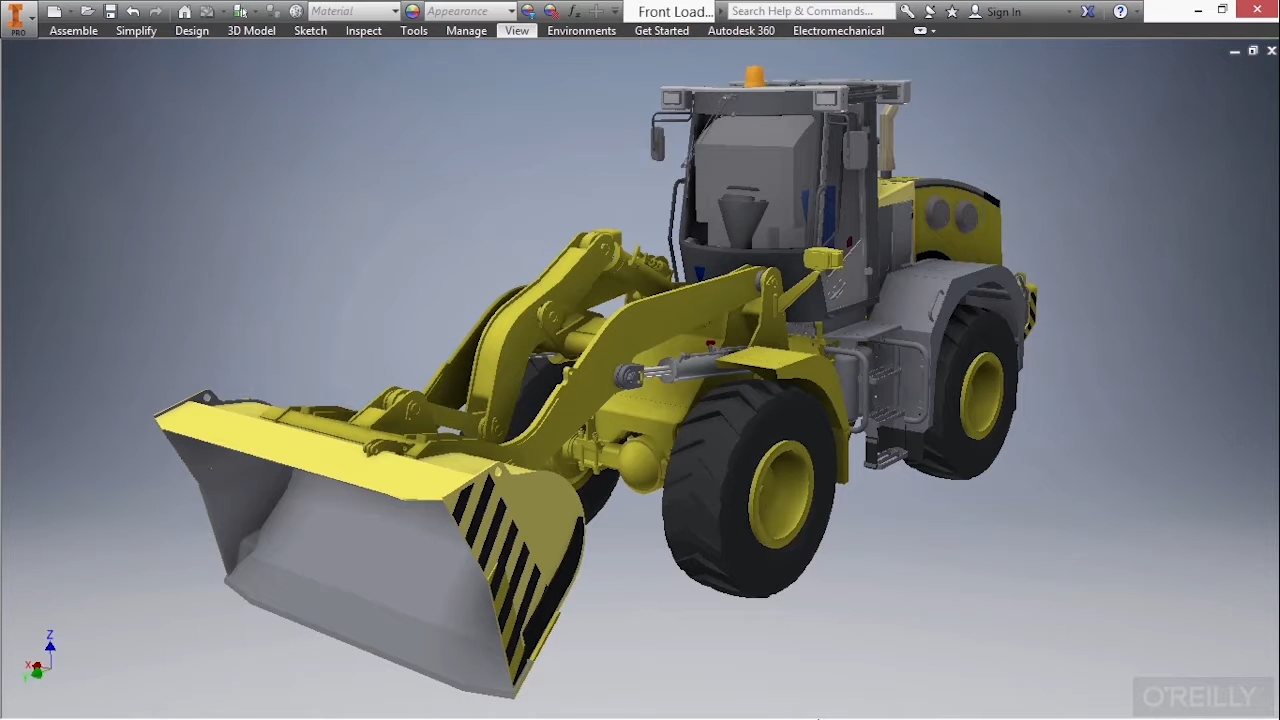 PRO
Material
Appearance
fx
Front Load...
Search Help & Commands...
Sign In
Assemble
Simplify
Design
3D Model
Sketch
Inspect
Tools
Manage
View
Environments
Get Started
Autodesk 360
Electromechanical
Z
X
Y
O'REILLY